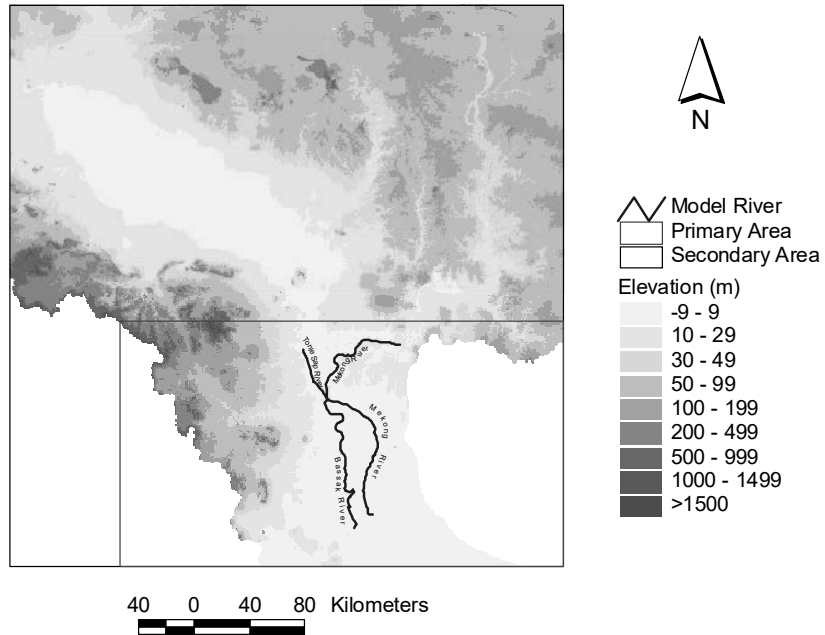 N
Model River
Primary Area
Secondary Area
Elevation (m)
-9 - 9
10 - 29
30 - 49
50 - 99
100 - 199
200 - 499
500 - 999
1000 - 1499
>1500
Tonle Sap River
Mekong River
Mekong River
Bassak River
40 0 40 80 Kilometers